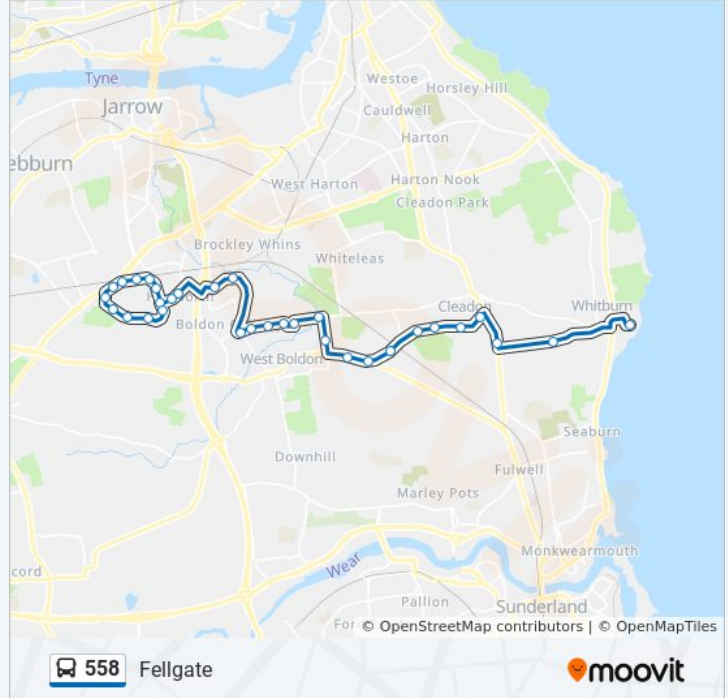 Tyne
Westoe
Horsley Hill
Jarrow
Cauldwell
Harton
ebburn
West Harton
Harton Nook
Cleadon Park
Brockley Whins
Whiteleas
Cleadon
Whitburn
Boldon
West Boldon
Seaburn
Downhill
Fulwell
Marley Pots
Monkwearmouth
Wear
cord
Pallion
Sunderland
For
© OpenStreetMap contributors | © OpenMapTiles
558 Fellgate
moovit